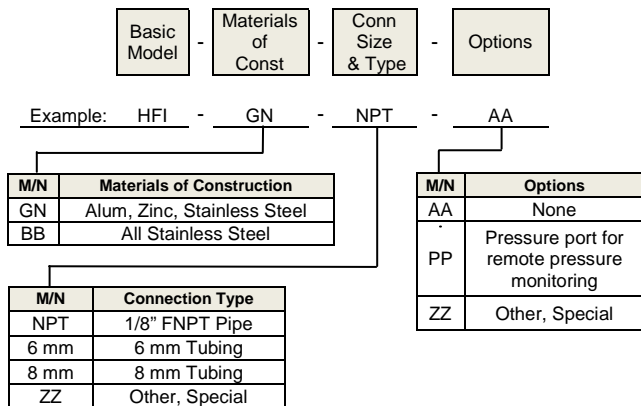 Basic Model - Materials of Const - Conn Size & Type - Options
Example: HFI - GN - NPT - AA
M/N Materials of Construction
GN Alum, Zinc, Stainless Steel
BB All Stainless Steel
M/N Options
AA None
PP Pressure port for remote pressure monitoring
ZZ Other, Special
M/N Connection Type
NPT 1/8” FNPT Pipe
6 mm 6 mm Tubing
8 mm 8 mm Tubing
ZZ Other, Special